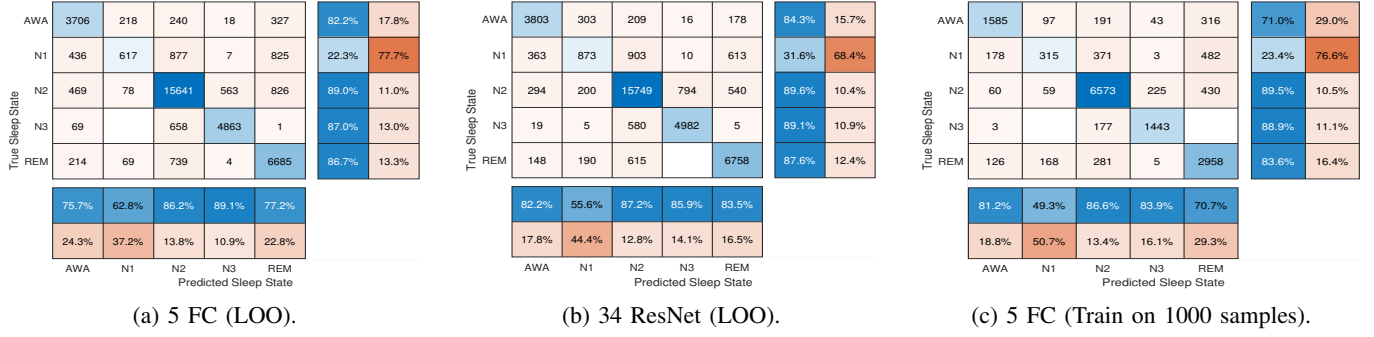 AWA 3706 218 240 18 327 82.2% 17.8%
N1 436 617 877 7 825 22.3% 77.7%
N2 469 78 15641 563 826 89.0% 11.0%
N3 69 658 4863 1 87.0% 13.0%
REM 214 69 739 4 6685 86.7% 13.3%
True Sleep State
75.7% 62.8% 86.2% 89.1% 77.2%
24.3% 37.2% 13.8% 10.9% 22.8%
AWA N1 N2 N3 REM
Predicted Sleep State
(a) 5 FC (LOO).
AWA 3803 303 209 16 178 84.3% 15.7%
N1 363 873 903 10 613 31.6% 68.4%
N2 294 200 15749 794 540 89.6% 10.4%
N3 19 5 580 4982 5 89.1% 10.9%
REM 148 190 615 6758 87.6% 12.4%
True Sleep State
82.2% 55.6% 87.2% 85.9% 83.5%
17.8% 44.4% 12.8% 14.1% 16.5%
AWA N1 N2 N3 REM
Predicted Sleep State
(b) 34 ResNet (LOO).
AWA 1585 97 191 43 316 71.0% 29.0%
N1 178 315 371 3 482 23.4% 76.6%
N2 60 59 6573 225 430 89.5% 10.5%
N3 3 177 1443 88.9% 11.1%
REM 126 168 281 5 2958 83.6% 16.4%
True Sleep State
81.2% 49.3% 86.6% 83.9% 70.7%
18.8% 50.7% 13.4% 16.1% 29.3%
AWA N1 N2 N3 REM
Predicted Sleep State
(c) 5 FC (Train on 1000 samples).